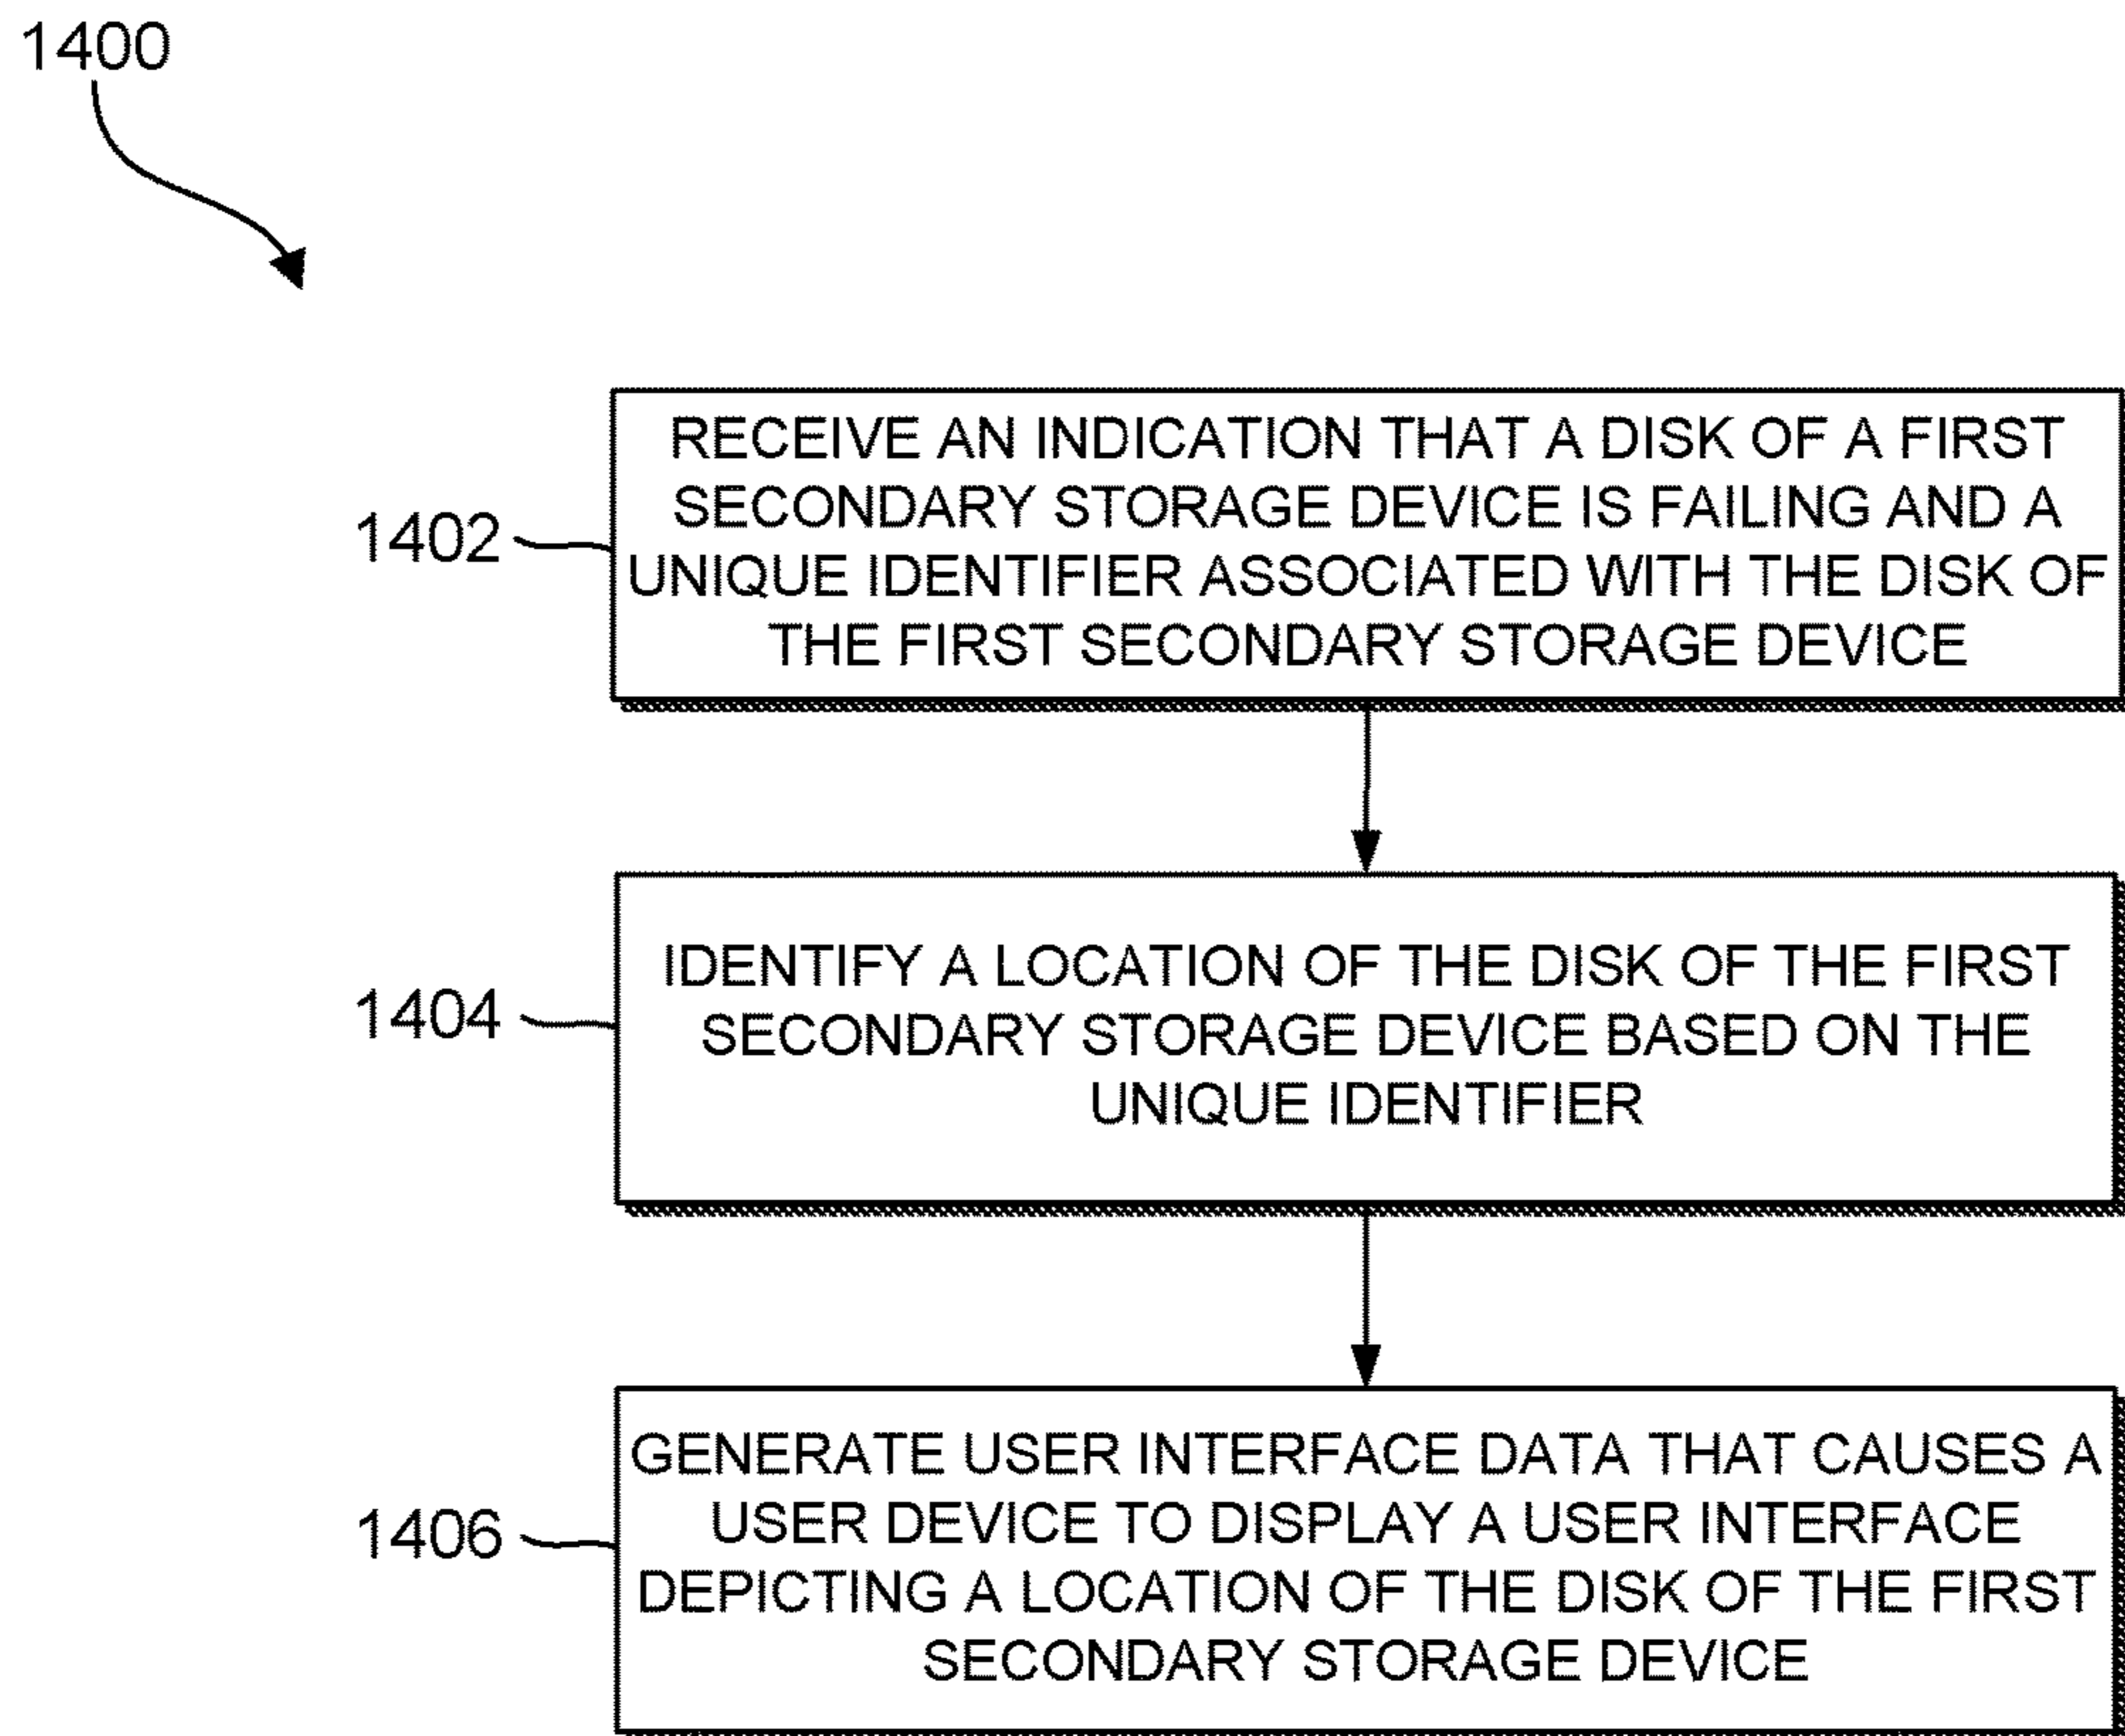 1400
RECEIVE AN INDICATION THAT A DISK OF A FIRST
SECONDARY STORAGE DEVICE IS FAILING AND A
1402
UNIQUE IDENTIFIER ASSOCIATED WITH THE DISK OF
THE FIRST SECONDARY STORAGE DEVICE
IDENTIFY A LOCATION OF THE DISK OF THE FIRST
1404
SECONDARY STORAGE DEVICE BASED ON THE
UNIQUE IDENTIFIER
GENERATE USER INTERFACE DATA THAT CAUSES A
1406
USER DEVICE TO DISPLAY A USER INTERFACE
DEPICTING A LOCATION OF THE DISK OF THE FIRST
SECONDARY STORAGE DEVICE